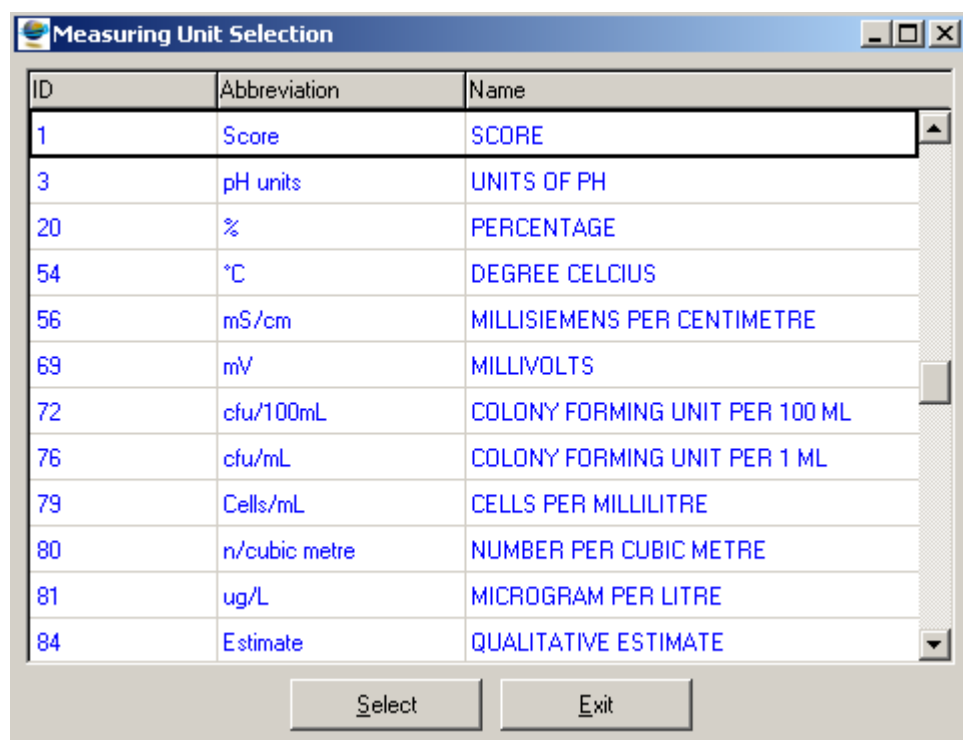 Measuring Unit Selection
ID Abbreviation Name
1 Score SCORE
3 pH units UNITS OF PH
20 % PERCENTAGE
54 °C DEGREE CELCIUS
56 mS/cm MILLISIEMENS PER CENTIMETRE
69 mV MILLIVOLTS
72 cfu/100mL COLONY FORMING UNIT PER 100 ML
76 cfu/mL COLONY FORMING UNIT PER 1 ML
79 Cells/mL CELLS PER MILLILITRE
80 n/cubic metre NUMBER PER CUBIC METRE
81 ug/L MICROGRAM PER LITRE
84 Estimate QUALITATIVE ESTIMATE
Select Exit